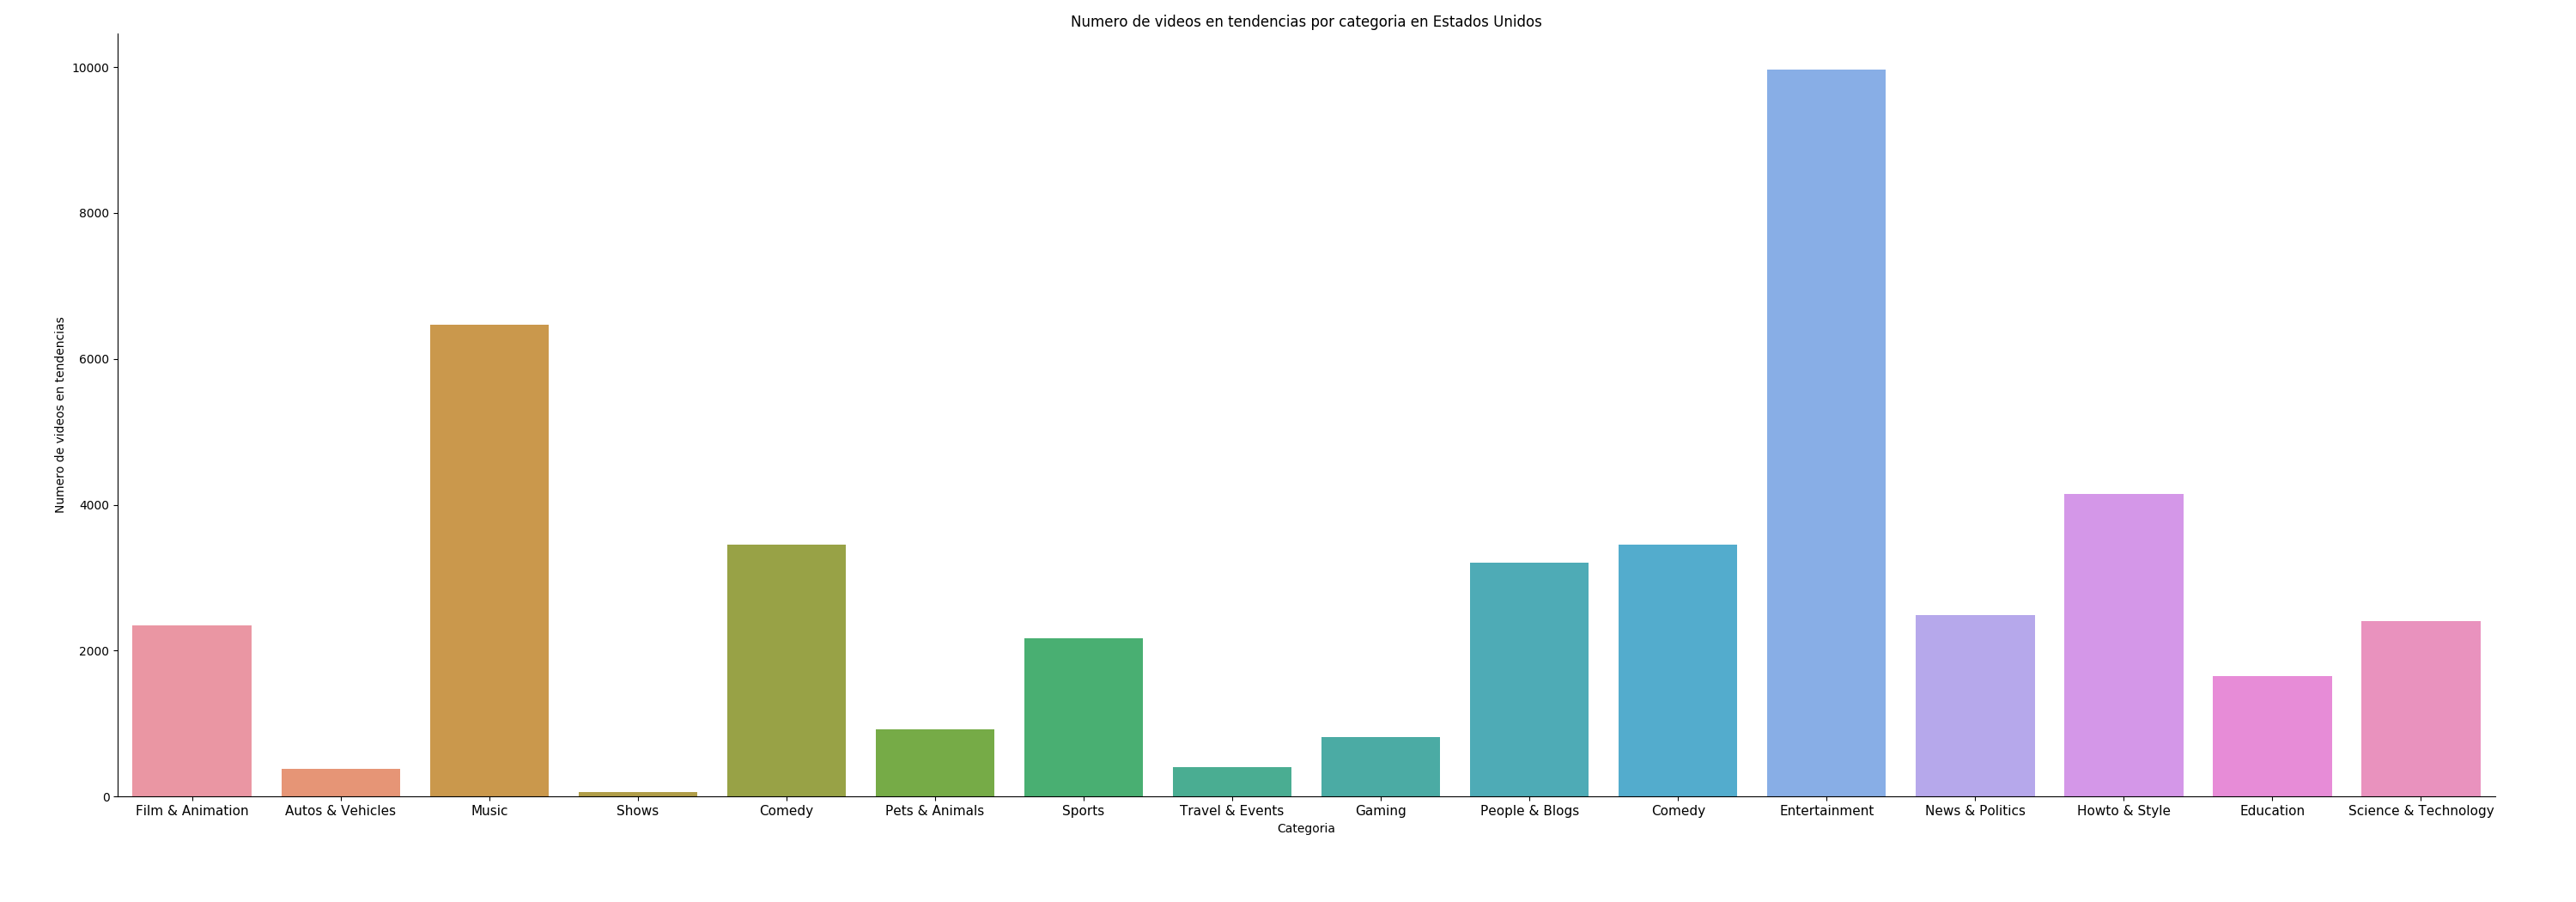 Numero de videos en tendencias por categoria en Estados Unidos
Numero de videos en tendencias
10000
8000
6000
4000
2000
0
Film & Animation Autos & Vehicles Music Shows Comedy Pets & Animals Sports Travel & Events Gaming People & Blogs Comedy Entertainment News & Politics Howto & Style Education Science & Technology
Categoria